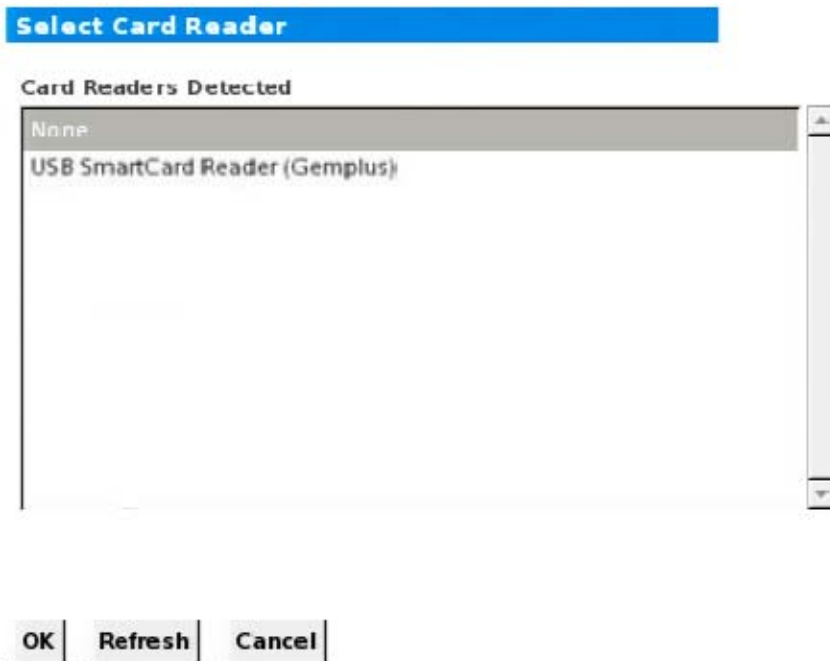 Select Card Reader
Card Readers Detected
None
USB SmartCard Reader (Gemplus)
OK Refresh Cancel